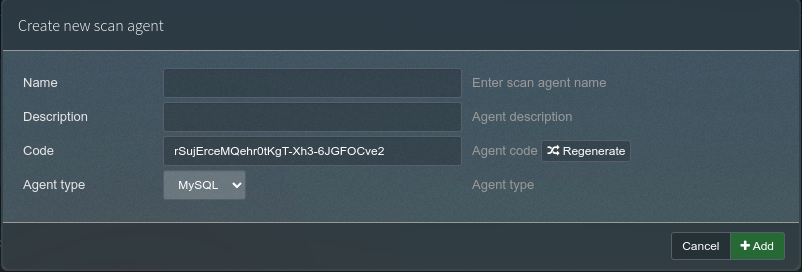 Create new scan agent
Name Enter scan agent name
Description Agent description
Code rSujErceMQehr0tKgT-Xh3-6JGFOCve2 Agent code Regenerate
Agent type MySQL Agent type
Cancel Add